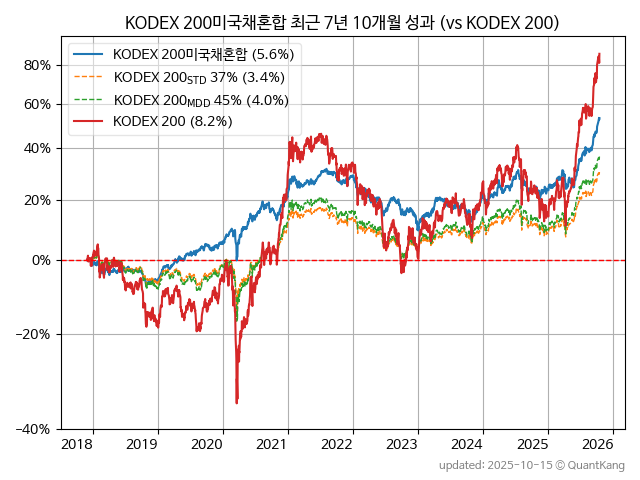 KODEX 200미국채혼합 최근 7년 10개월 성과 (vs KODEX 200)
KODEX 200미국채혼합 (5.6%)
KODEX 200STD 37% (3.4%)
KODEX 200MDD 45% (4.0%)
KODEX 200 (8.2%)
80%
60%
40%
20%
0%
-20%
-40%
2018 2019 2020 2021 2022 2023 2024 2025 2026
updated: 2025-10-15 © QuantKang